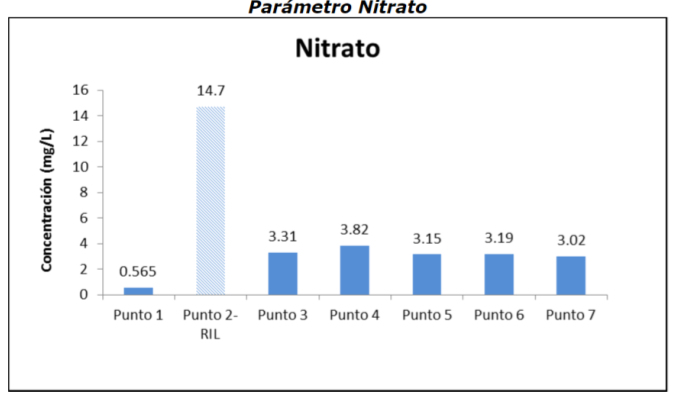 Parámetro Nitrato
Nitrato
Concentración (mg/L)
16
14
12
10
8
6
4
2
0
0.565
14.7
3.31
3.82
3.15
3.19
3.02
Punto 1
Punto 2-
RIL
Punto 3
Punto 4
Punto 5
Punto 6
Punto 7